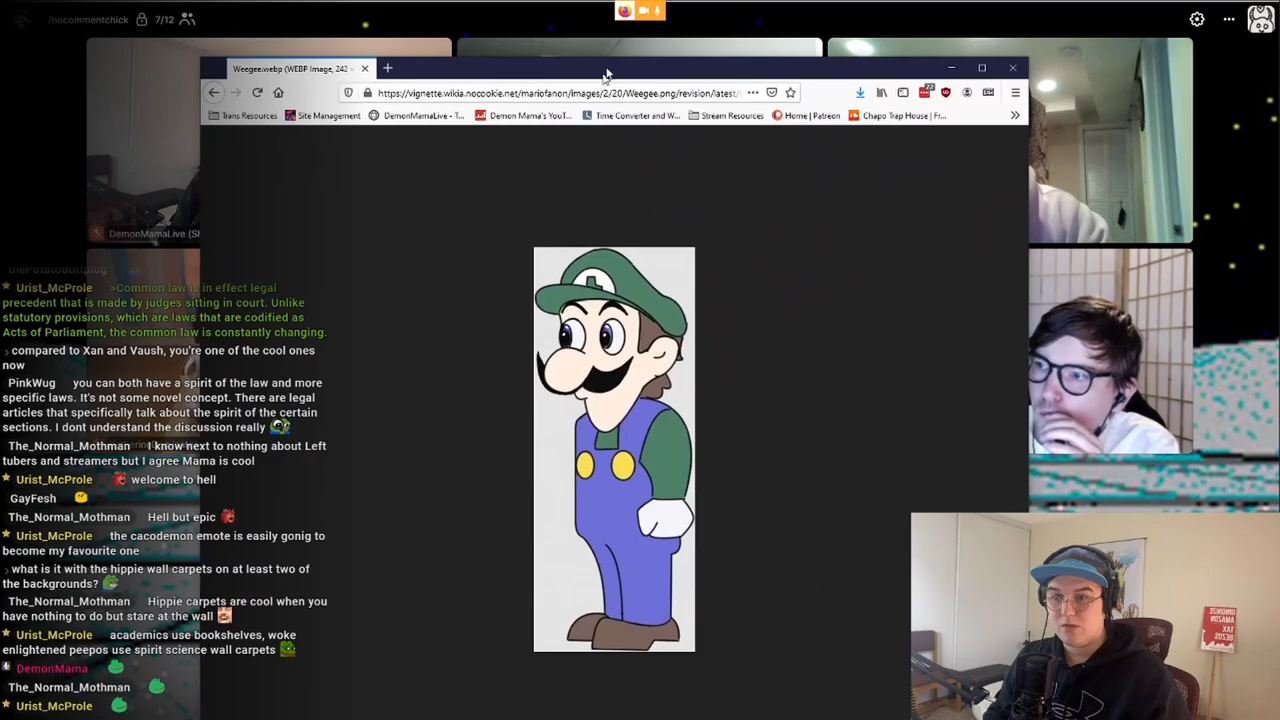 /nocommentchick 7/12
Weegee.webp (WEBP Image, 242
https://vignette.wikia.nocookie.net/mariofanon/images/2/20/Weegee.png/revision/latest/
22
Trans Resources Site Management DemonMamaLive - T... Demon Mama's YouT... Time Converter and W... Stream Resources Home | Patreon Chapo Trap House | Fr...
DemonMamaLive (S
thePotatoButtplug
Urist_McProle >Common law is in effect legal
precedent that is made by judges sitting in court. Unlike
statutory provisions, which are laws that are codified as
Acts of Parliament, the common law is constantly changing.
compared to Xan and Vaush, you're one of the cool ones
now
PinkWug you can both have a spirit of the law and more
specific laws. It's not some novel concept. There are legal
articles that specifically talk about the spirit of the certain
sections. I dont understand the discussion really
The_Normal_Mothman I know next to nothing about Left
tubers and streamers but I agree Mama is cool
Urist_McProle welcome to hell
GayFesh
The_Normal_Mothman Hell but epic
Urist_McProle the cacodemon emote is easily gonig to
become my favourite one
what is it with the hippie wall carpets on at least two of
the backgrounds?
The_Normal_Mothman Hippie carpets are cool when you
have nothing to do but stare at the wall
Urist_McProle academics use bookshelves, woke
enlightened peepos use spirit science wall carpets
DemonMama
The_Normal_Mothman
Urist_McProle
L
UNIONIZE
AMAZON
TAX
BEZOS